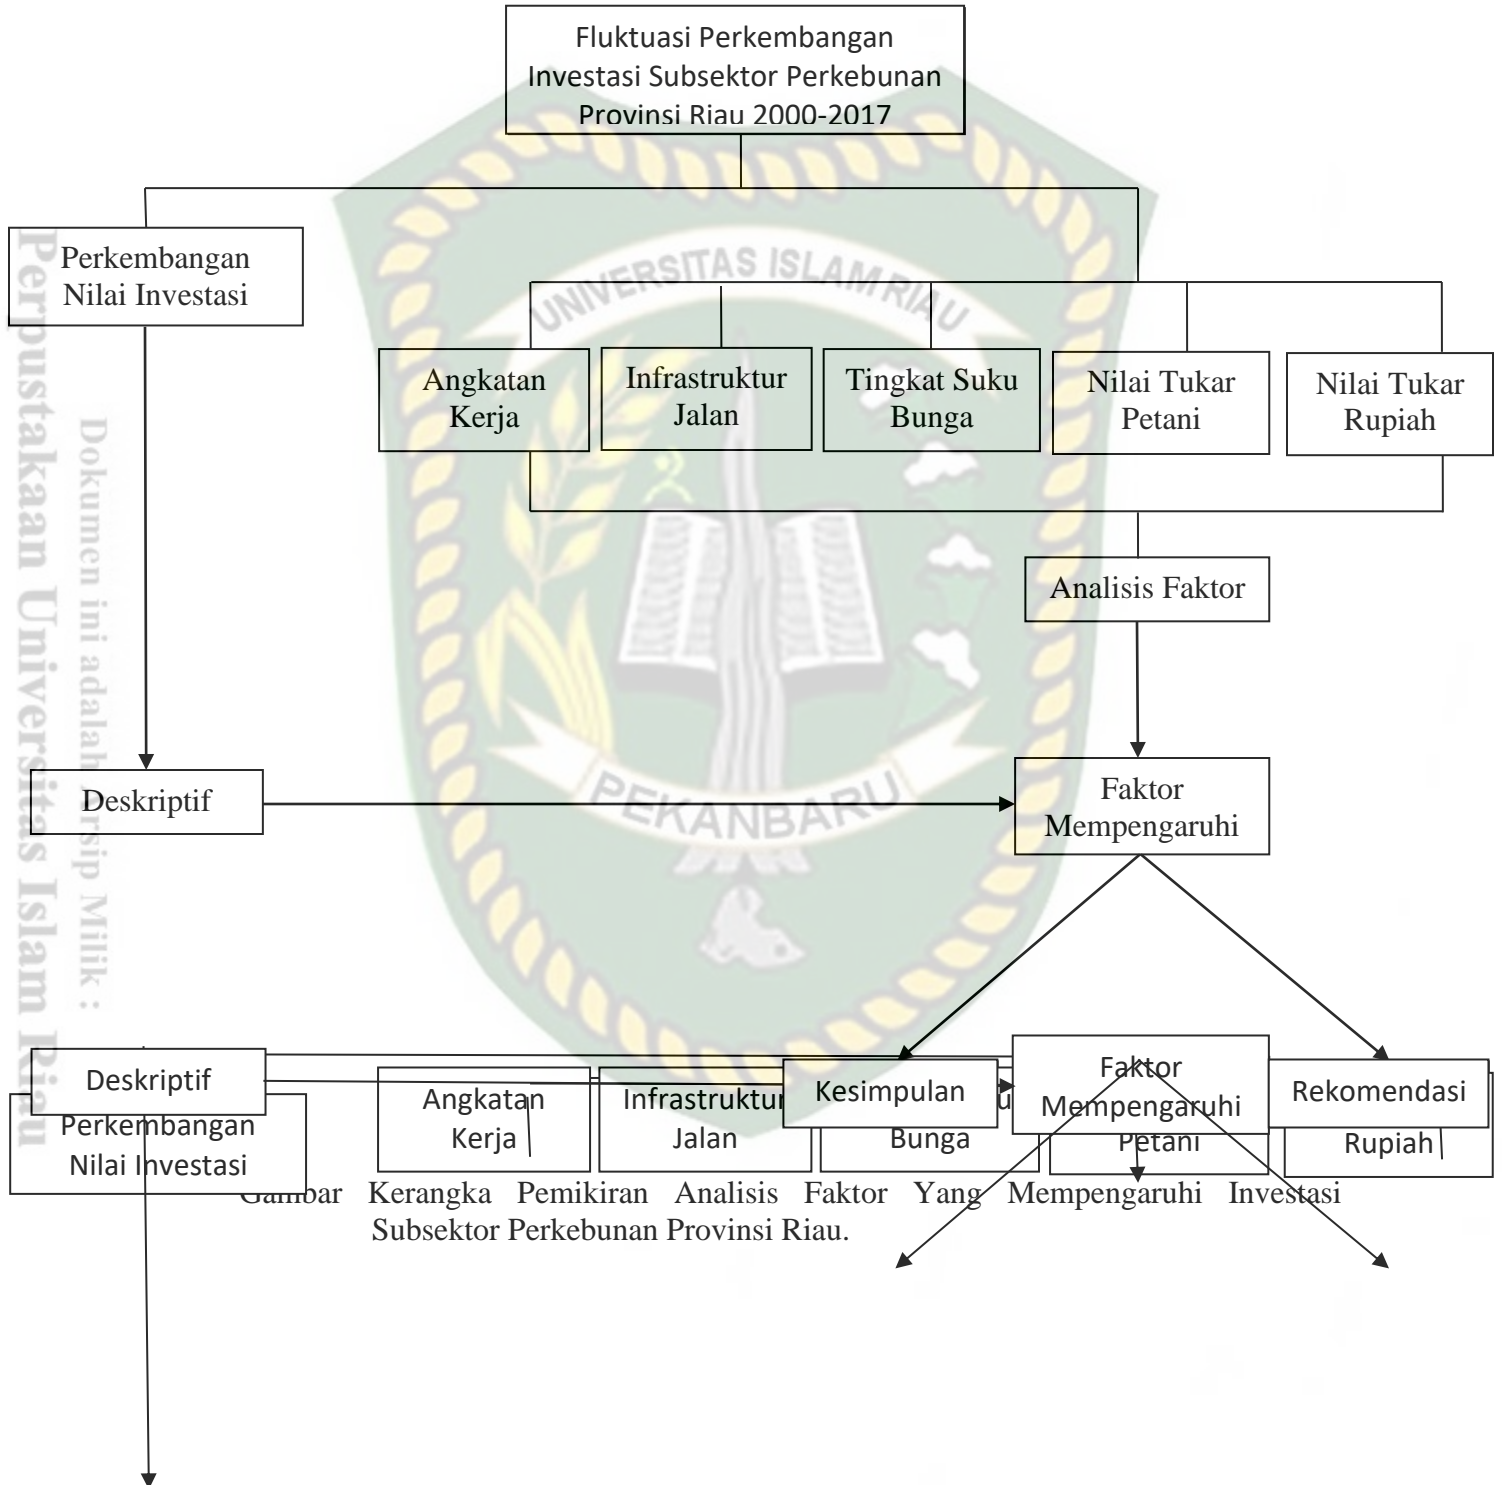 Fluktuasi Perkembangan
Investasi Subsektor Perkebunan
Provinsi Riau 2000-2017
Perkembangan
Nilai Investasi
UNIVERSITAS ISLAM RIAU
Angkatan
Kerja
Infrastruktur
Jalan
Tingkat Suku
Bunga
Nilai Tukar
Petani
Nilai Tukar
Rupiah
Analisis Faktor
Deskriptif
Faktor
Mempengaruhi
PEKANBARU
Perpustakaan Universitas Islam Riau
Dokumen ini adalah Arsip Milik :
Deskriptif
Perkembangan
Nilai Investasi
Angkatan
Kerja
Infrastruktur
Jalan
Kesimpulan
Bunga
Faktor
Mempengaruhi
Petani
Rekomendasi
Rupiah
Gambar Kerangka Pemikiran Analisis Faktor Yang Mempengaruhi Investasi
Subsektor Perkebunan Provinsi Riau.